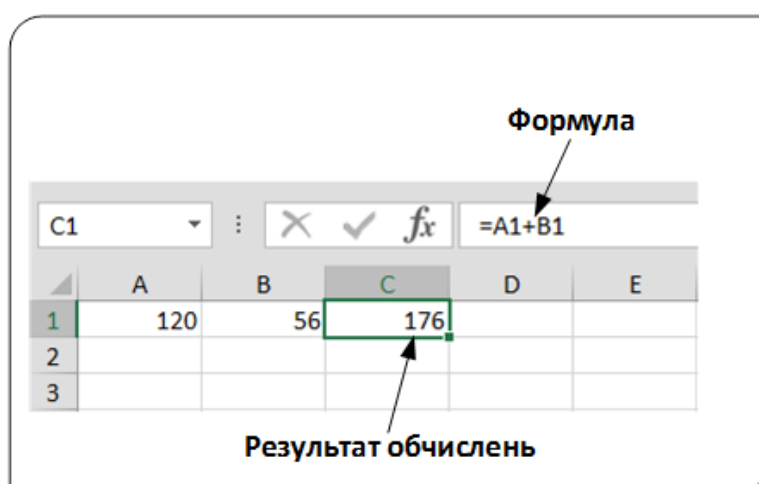 Формула
C1 fx =A1+B1
A B C D E
1 120 56 176
2
3
Результат обчислень